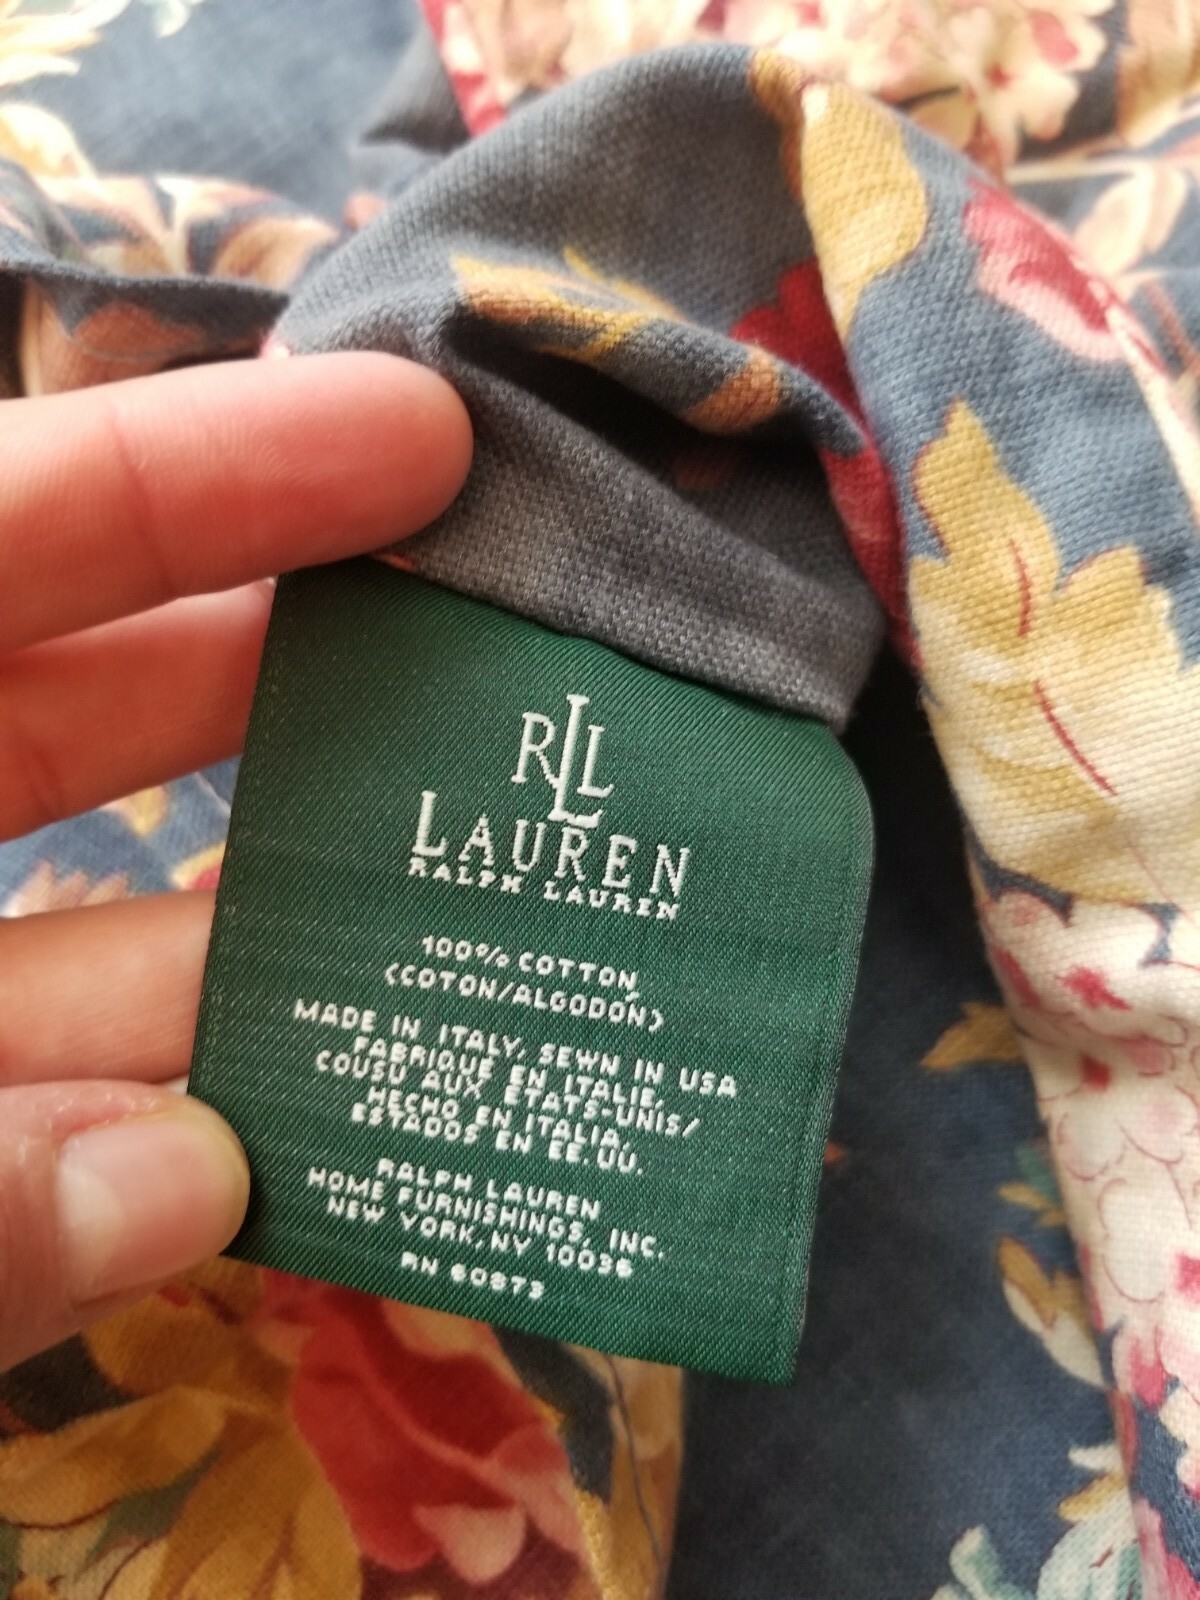 RLL
LAUREN
RALPH LAUREN
100% COTTON
(COTON/ALGODÓN)
MADE IN ITALY, SEWN IN USA
FABRIQUE EN ITALIE,
COUSU AUX ETATS-UNIS/
HECHO EN ITALIA,
ESTADOS EN EE.UU.
RALPH LAUREN
HOME FURNISHINGS, INC.
NEW YORK, NY 10036
RN 60873